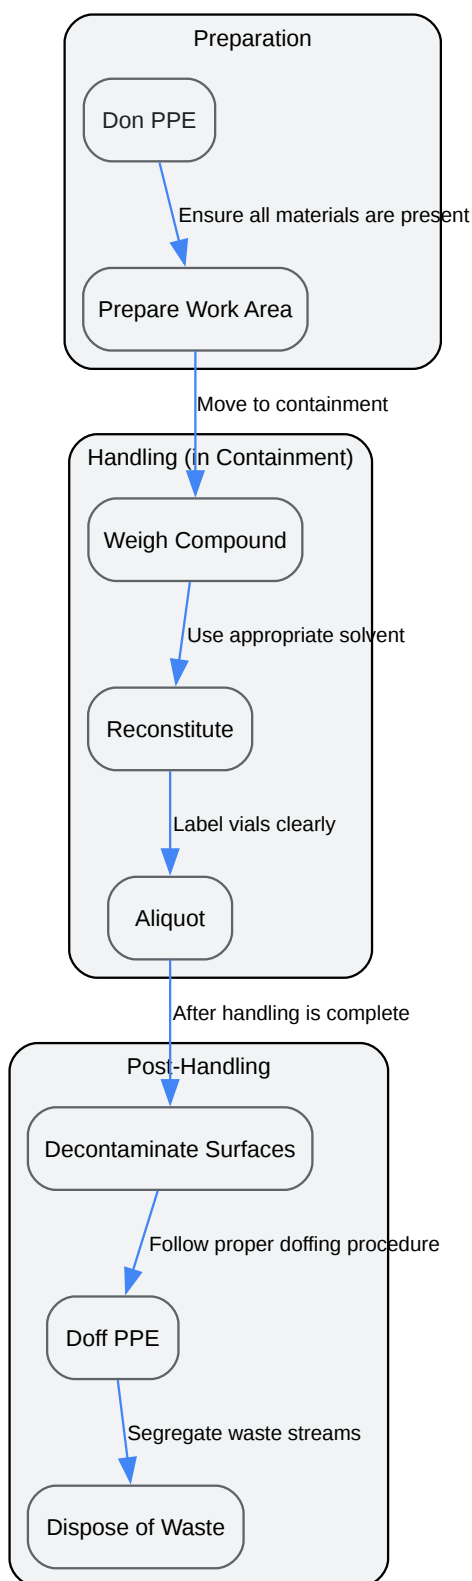 Preparation
Don PPE
Ensure all materials are present
Prepare Work Area
Move to containment
Handling (in Containment)
Weigh Compound
Use appropriate solvent
Reconstitute
Label vials clearly
Aliquot
After handling is complete
Post-Handling
Decontaminate Surfaces
Follow proper doffing procedure
Doff PPE
Segregate waste streams
Dispose of Waste